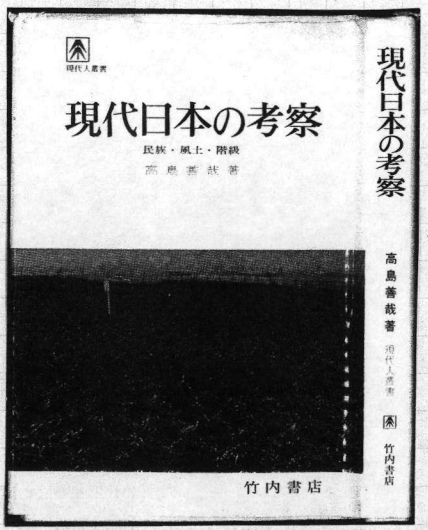 現代人叢書
現代日本の考察
民族・風土・階級
高島善哉著
竹内書店
現代日本の考察
高島善哉著
現代人叢書
竹内書店